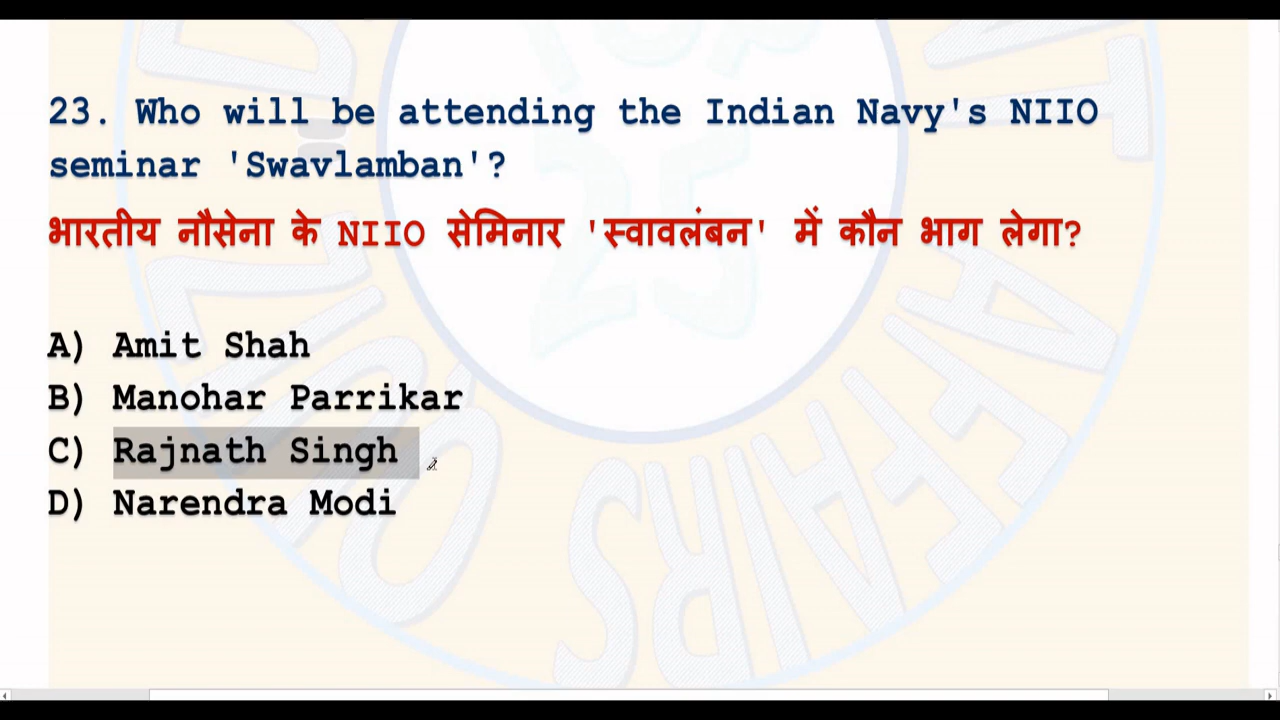 23. Who will be attending the Indian Navy's NIIO
seminar 'Swavlamban'?
भारतीय नौसेना के NIIO सेमिनार 'स्वावलंबन' में कौन भाग लेगा?
A) Amit Shah
B) Manohar Parrikar
C) Rajnath Singh
D) Narendra Modi